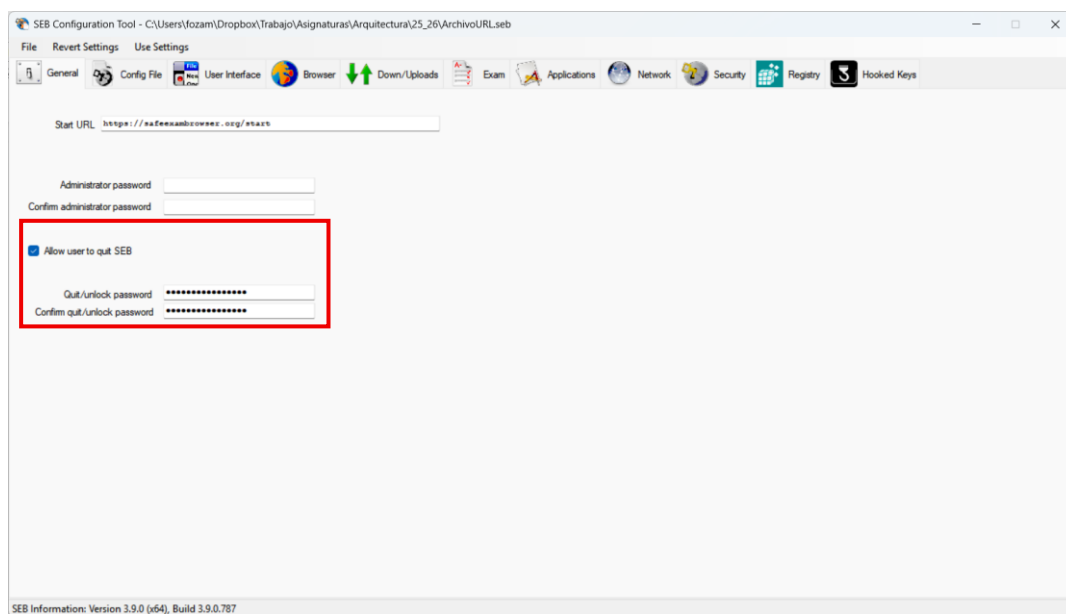 SEB Configuration Tool - C:\Users\fozam\Dropbox\Trabajo\Asignaturas\Arquitectura\25_26\ArchivoURL.seb
File Revert Settings Use Settings
General Config File User Interface Browser Down/Uploads Exam Applications Network Security Registry Hooked Keys
Start URL https://safeexambrowser.org/start
Administrator password
Confirm administrator password
Allow user to quit SEB
Quit/unlock password ••••••••••••••••
Confirm quit/unlock password ••••••••••••••••
SEB Information: Version 3.9.0 (x64), Build 3.9.0.787